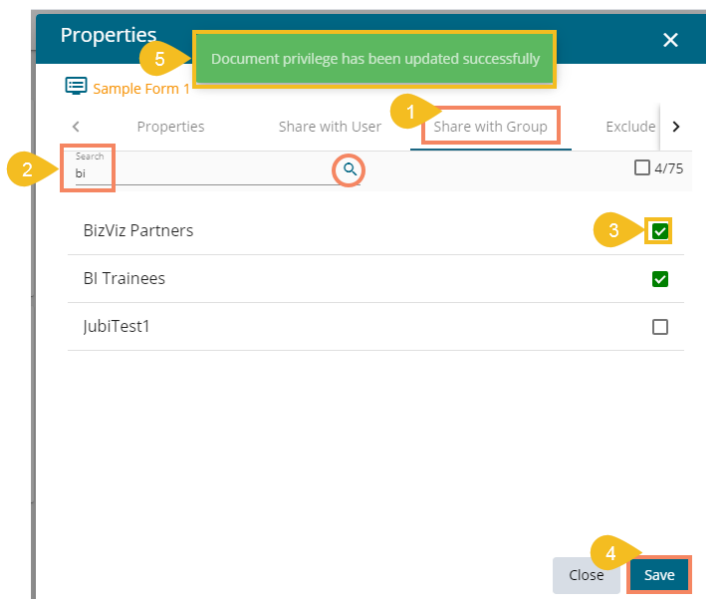 Properties
5
Document privilege has been updated successfully
Sample Form 1
1
Properties
Share with User
Share with Group
Exclude
2
Search
bi
4/75
BizViz Partners
3
BI Trainees
JubiTest1
4
Close
Save